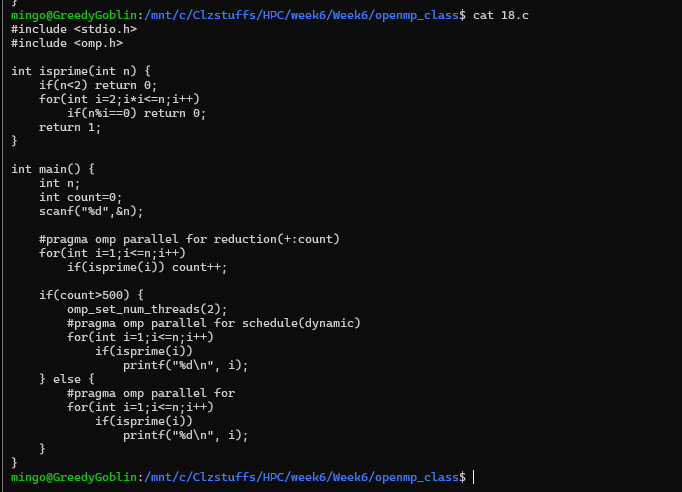 }
mingo@GreedyGoblin:/mnt/c/Clzstuffs/HPC/week6/Week6/openmp_class$ cat 18.c
#include <stdio.h>
#include <omp.h>

int isprime(int n) {
    if(n<2) return 0;
    for(int i=2;i*i<=n;i++)
        if(n%i==0) return 0;
    return 1;
}

int main() {
    int n;
    int count=0;
    scanf("%d",&n);

    #pragma omp parallel for reduction(+:count)
    for(int i=1;i<=n;i++)
        if(isprime(i)) count++;

    if(count>500) {
        omp_set_num_threads(2);
        #pragma omp parallel for schedule(dynamic)
        for(int i=1;i<=n;i++)
            if(isprime(i))
                printf("%d\n", i);
    } else {
        #pragma omp parallel for
        for(int i=1;i<=n;i++)
            if(isprime(i))
                printf("%d\n", i);
    }
}
mingo@GreedyGoblin:/mnt/c/Clzstuffs/HPC/week6/Week6/openmp_class$